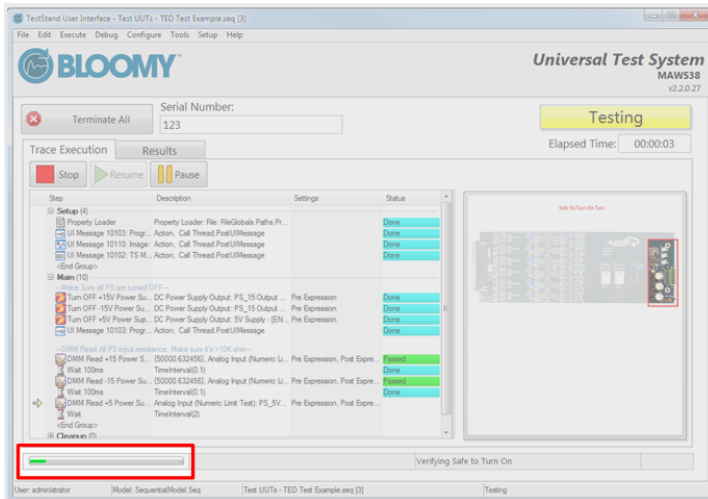 TestStand User Interface - Test UUTs - TED Test Example.seq [3]
File Edit Execute Debug Configure Tools Setup Help
BLOOMY
Universal Test System
MAWS38
v2.2.0.27
Terminate All
Serial Number:
123
Testing
Elapsed Time: 00:00:03
Trace Execution Results
Stop Resume Pause
Step Description Settings Status
Setup (4)
Property Loader Property Loader: File: FileGlobals.Paths.Pr... Done
UI Message 10103: Progr... Action, Call Thread.PostUIMessage Done
UI Message 10110: Image: Action, Call Thread.PostUIMessage Done
UI Message 10102: TS M... Action, Call Thread.PostUIMessage Done
<End Group>
Main (10)
--Make Sure all PS are turned OFF--
Turn OFF +15V Power Su... DC Power Supply Output: PS_15 Output ... Pre Expression Done
Turn OFF -15V Power Su... DC Power Supply Output: PS_15 Output ... Pre Expression Done
Turn OFF +5V Power Sup... DC Power Supply Output: 5V Supply - [EN... Pre Expression Done
UI Message 10103: Progr... Action, Call Thread.PostUIMessage Done
--DMM Read All PS input resistance. Make sure it's >10K ohm--
DMM Read +15 Power S... {50000.632456}, Analog Input (Numeric Li... Pre Expression, Post Expre... Passed
Wait 100ms TimeInterval(0.1) Done
DMM Read -15 Power Su... {50000.632456}, Analog Input (Numeric Li... Pre Expression, Post Expre... Passed
Wait 100ms TimeInterval(0.1) Done
DMM Read +5 Power Su... Analog Input (Numeric Limit Test): PS_5V... Pre Expression, Post Expre...
Wait TimeInterval(2)
<End Group>
Cleanup
Safe To Turn On Test
Verifying Safe to Turn On
User: administrator Model: SequentialModel.Seq Test UUTs - TED Test Example.seq [3] Testing